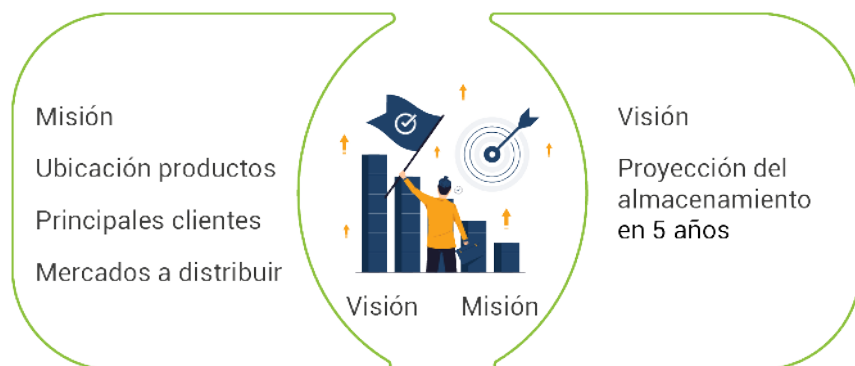 Misión
Ubicación productos
Principales clientes
Mercados a distribuir
Visión
Misión
Visión
Proyección del
almacenamiento
en 5 años